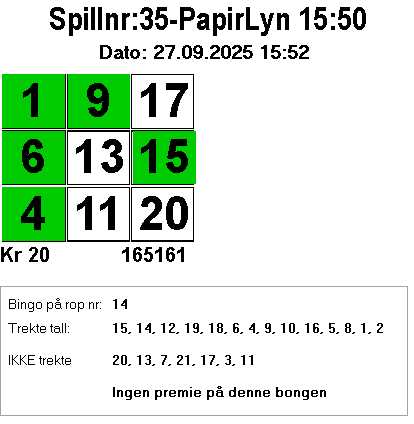 Spillnr:35-PapirLyn 15:50
Dato: 27.09.2025 15:52
1 9 17
6 13 15
4 11 20
Kr 20 165161
Bingo på rop nr: 14
Trekte tall: 15, 14, 12, 19, 18, 6, 4, 9, 10, 16, 5, 8, 1, 2
IKKE trekte 20, 13, 7, 21, 17, 3, 11
Ingen premie på denne bongen